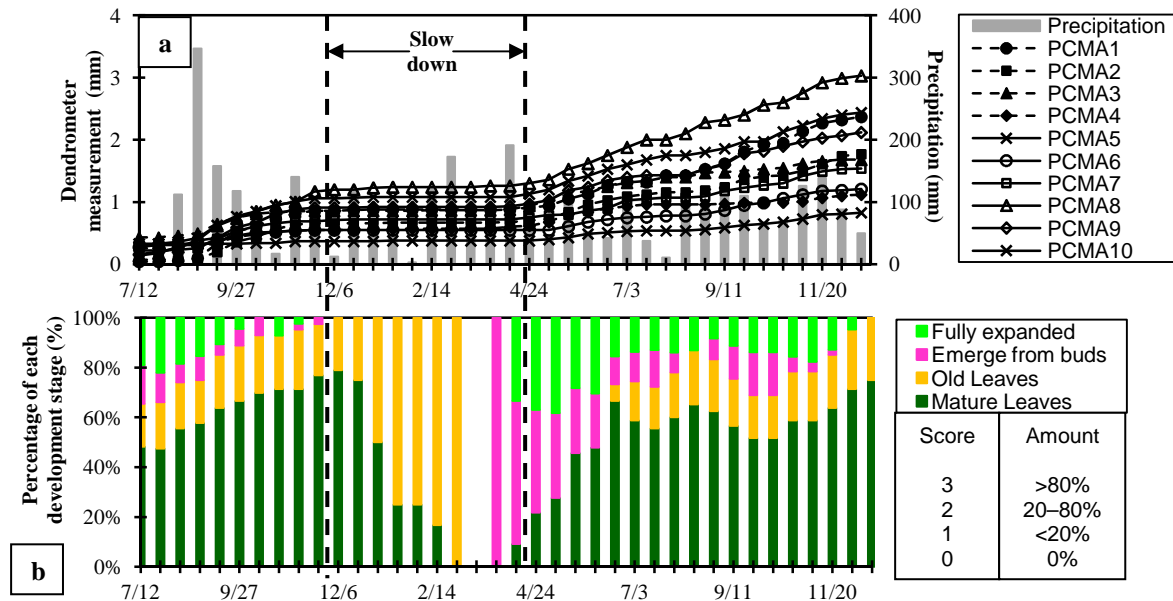 a
Slow
down
Dendrometer
measurement (mm)
4
3
2
1
0
Precipitation (mm)
400
300
200
100
0
7/12
9/27
12/6
2/14
4/24
7/3
9/11
11/20
Precipitation
PCMA1
PCMA2
PCMA3
PCMA4
PCMA5
PCMA6
PCMA7
PCMA8
PCMA9
PCMA10
b
Percentage of each
development stage (%)
100%
80%
60%
40%
20%
0%
7/12
9/27
12/6
2/14
4/24
7/3
9/11
11/20
Fully expanded
Emerge from buds
Old Leaves
Mature Leaves
Score Amount
3 >80%
2 20–80%
1 <20%
0 0%